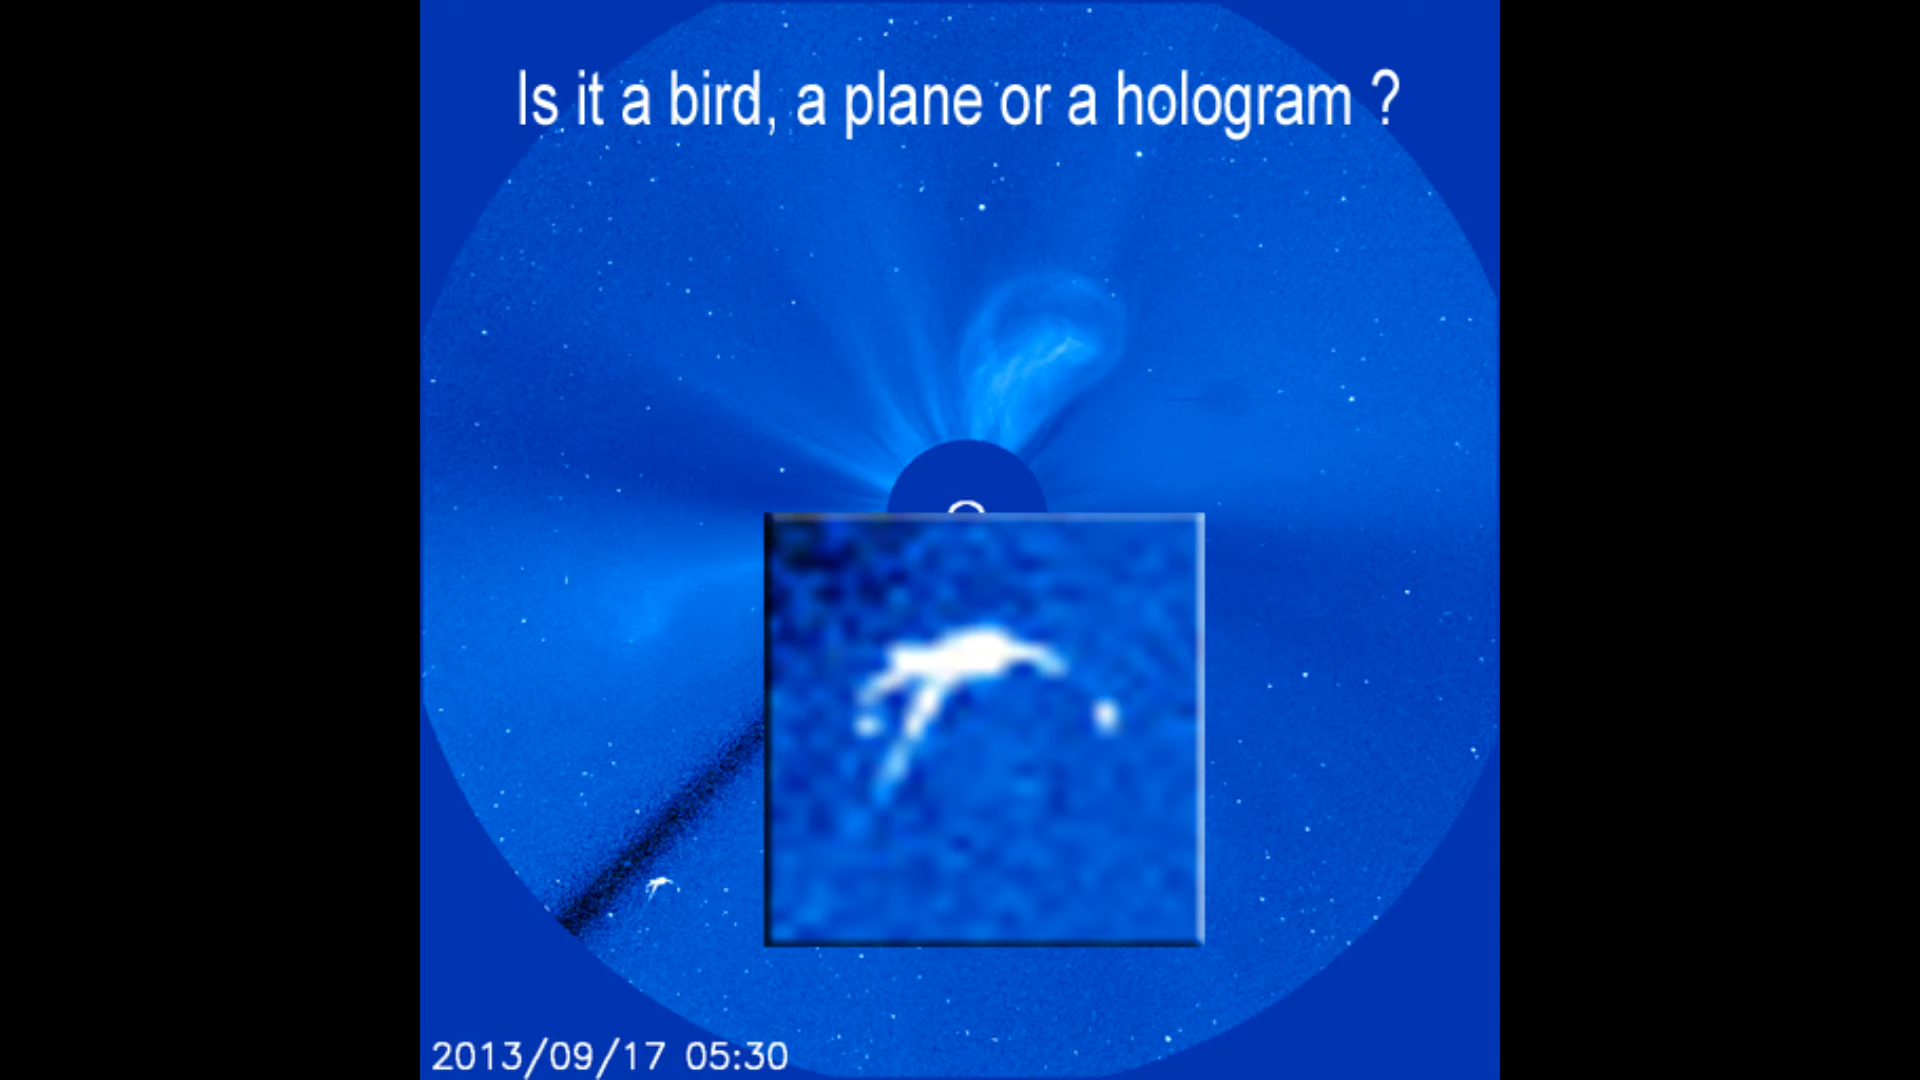 Is it a bird, a plane or a hologram ?
2013/09/17 05:30